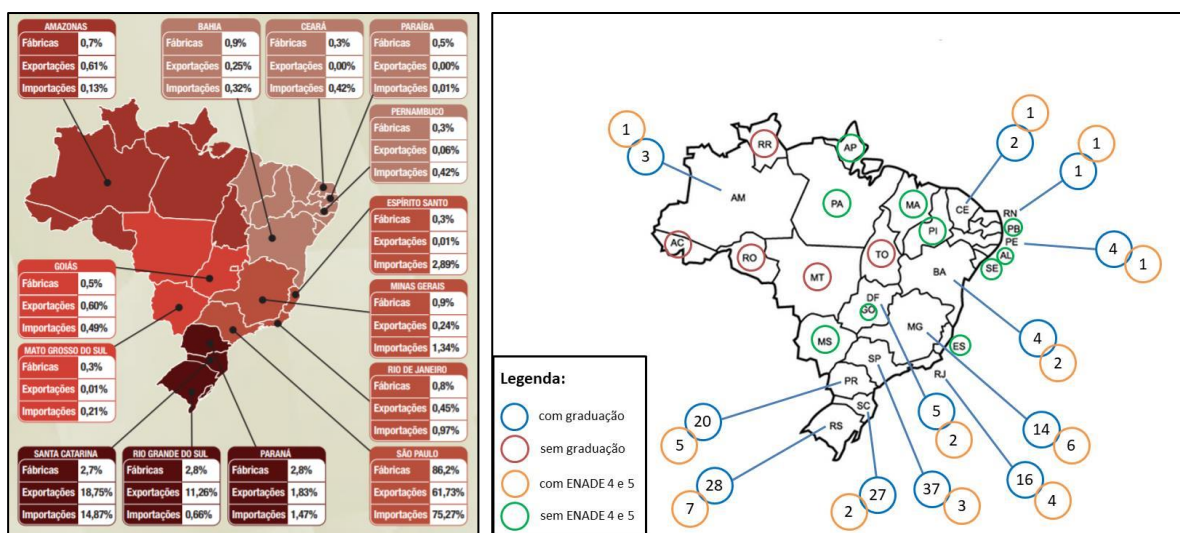 AMAZONAS
Fábricas 0,7%
Exportações 0,61%
Importações 0,13%
BAHIA
Fábricas 0,9%
Exportações 0,25%
Importações 0,32%
CEARÁ
Fábricas 0,3%
Exportações 0,00%
Importações 0,42%
PARAÍBA
Fábricas 0,5%
Exportações 0,00%
Importações 0,01%
PERNAMBUCO
Fábricas 0,3%
Exportações 0,06%
Importações 0,42%
ESPÍRITO SANTO
Fábricas 0,3%
Exportações 0,01%
Importações 2,89%
GOIÁS
Fábricas 0,5%
Exportações 0,60%
Importações 0,49%
MINAS GERAIS
Fábricas 0,9%
Exportações 0,24%
Importações 1,34%
MATO GROSSO DO SUL
Fábricas 0,3%
Exportações 0,01%
Importações 0,21%
RIO DE JANEIRO
Fábricas 0,8%
Exportações 0,45%
Importações 0,97%
SANTA CATARINA
Fábricas 2,7%
Exportações 18,75%
Importações 14,87%
RIO GRANDE DO SUL
Fábricas 2,8%
Exportações 11,26%
Importações 0,66%
PARANÁ
Fábricas 2,8%
Exportações 1,83%
Importações 1,47%
SÃO PAULO
Fábricas 86,2%
Exportações 61,73%
Importações 75,27%
1
3
RR
AP
1
2
1
1
AM
PA
MA
CE
RN
PI
PB
PE
AC
RO
TO
AL
SE
4
1
MT
BA
DF
GO
MG
MS
ES
4
2
SP
RJ
PR
SC
RS
20
5
5
2
14
6
28
7
27
2
37
3
16
4
Legenda:
com graduação
sem graduação
com ENADE 4 e 5
sem ENADE 4 e 5